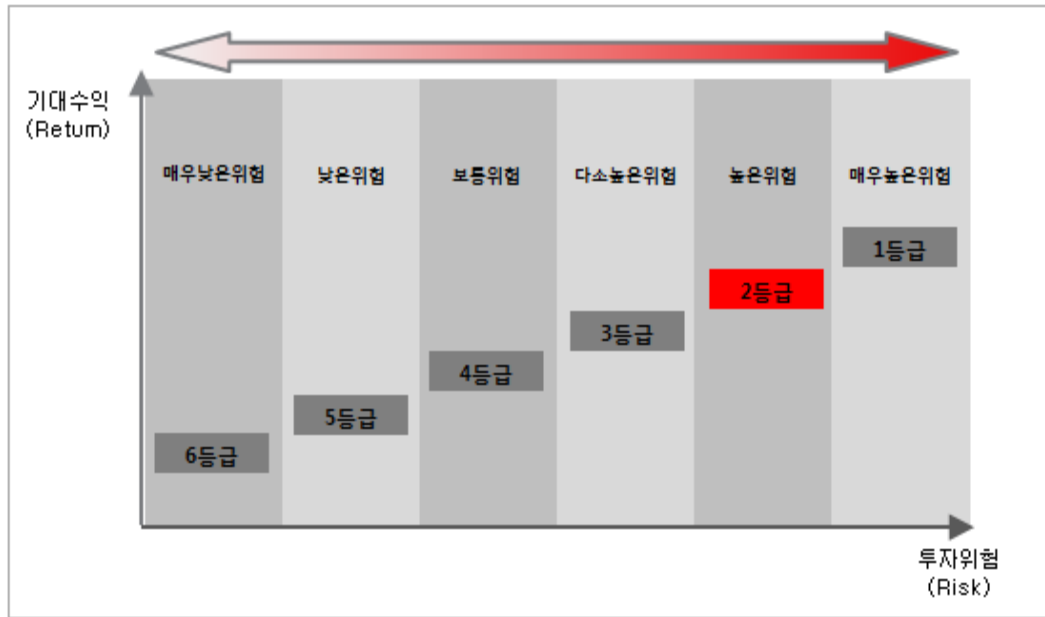 기대수익
(Return)
매우낮은위험
낮은위험
보통위험
다소높은위험
높은위험
매우높은위험
1등급
2등급
3등급
4등급
5등급
6등급
투자위험
(Risk)